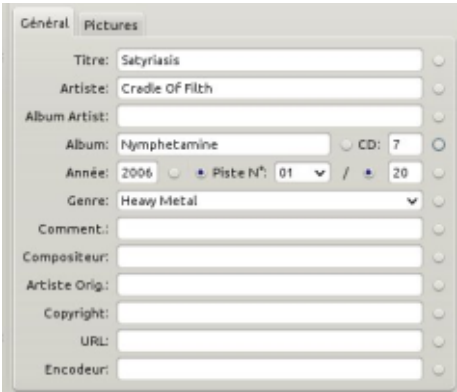 Général Pictures
Titre: Satyriasis
Artiste: Cradle Of Filth
Album Artist:
Album: Nymphetamine CD: 7
Année: 2006 Piste N°: 01 / 20
Genre: Heavy Metal
Comment.:
Compositeur:
Artiste Orig.:
Copyright:
URL:
Encodeur: